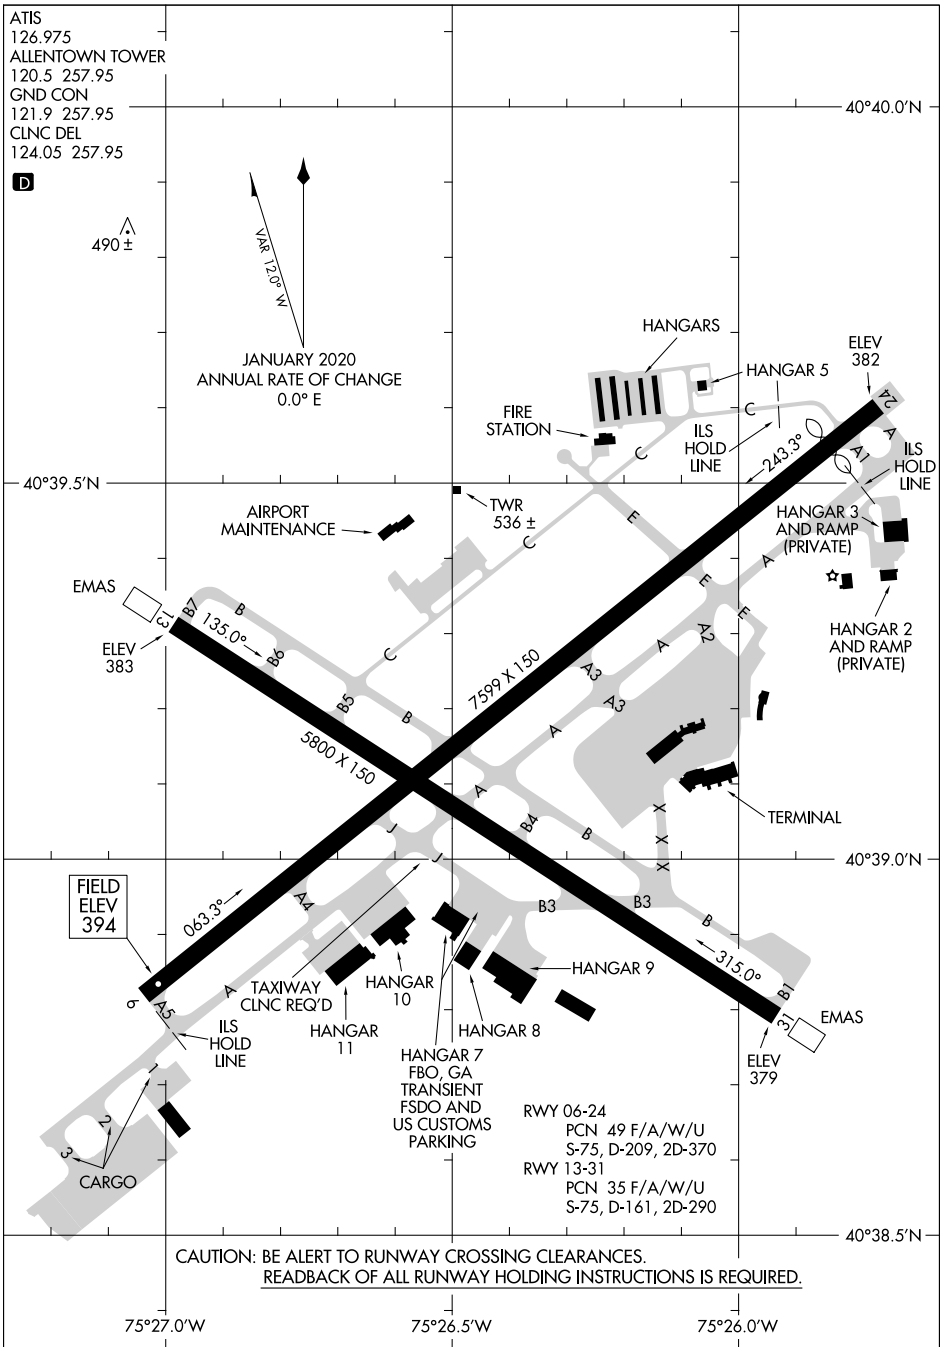 ATIS
126.975
ALLENTOWN TOWER
120.5 257.95
GND CON
121.9 257.95
CLNC DEL
124.05 257.95
D
40°40.0'N
490 ±
VAR 12.0° W
JANUARY 2020
ANNUAL RATE OF CHANGE
0.0° E
HANGARS
HANGAR 5
ELEV
382
24
FIRE
STATION
C
C
ILS
HOLD
LINE
243.3°
A
A1
ILS
HOLD
LINE
40°39.5'N
AIRPORT
MAINTENANCE
TWR
536 ±
E
C
HANGAR 3
AND RAMP
(PRIVATE)
A
E
E
EMAS
13
B7
B
135.0°
ELEV
383
B6
C
A2
A
HANGAR 2
AND RAMP
(PRIVATE)
7599 X 150
A3
A3
B5
B
A
5800 X 150
A
B4
B
J
J
X
X
X
TERMINAL
40°39.0'N
FIELD
ELEV
394
063.3°
A4
B3
B3
B
315.0°
TAXIWAY
CLNC REQ'D
HANGAR
10
HANGAR
11
HANGAR 9
HANGAR 8
6
A5
A
ILS
HOLD
LINE
B1
31
EMAS
ELEV
379
HANGAR 7
FBO, GA
TRANSIENT
FSDO AND
US CUSTOMS
PARKING
1
2
3
CARGO
RWY 06-24
PCN 49 F/A/W/U
S-75, D-209, 2D-370
RWY 13-31
PCN 35 F/A/W/U
S-75, D-161, 2D-290
40°38.5'N
CAUTION: BE ALERT TO RUNWAY CROSSING CLEARANCES.
READBACK OF ALL RUNWAY HOLDING INSTRUCTIONS IS REQUIRED.
75°27.0'W
75°26.5'W
75°26.0'W